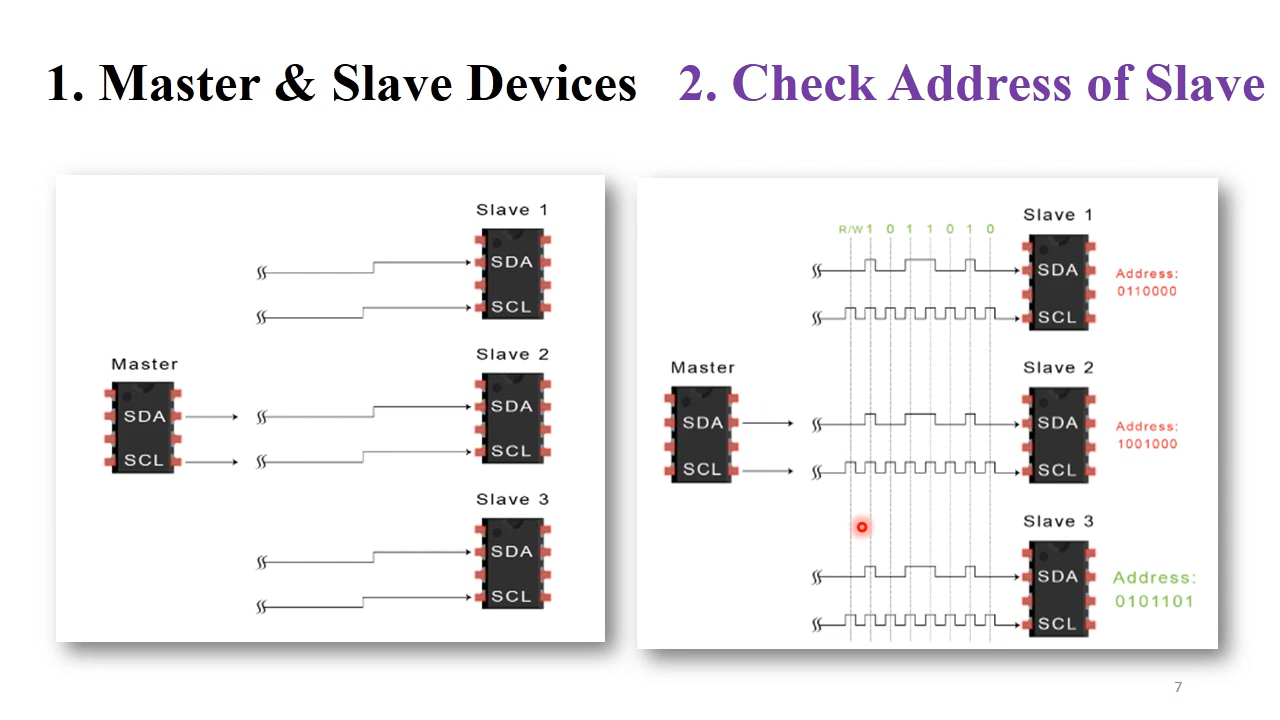 1. Master & Slave Devices
2. Check Address of Slave
Slave 1
SDA
SCL
Slave 2
SDA
SCL
Master
SDA
SCL
Slave 3
SDA
SCL
R/W 1 0 1 1 0 1 0
Slave 1
SDA
SCL
Address:
0110000
Slave 2
SDA
SCL
Address:
1001000
Master
SDA
SCL
Slave 3
SDA
SCL
Address:
0101101
7